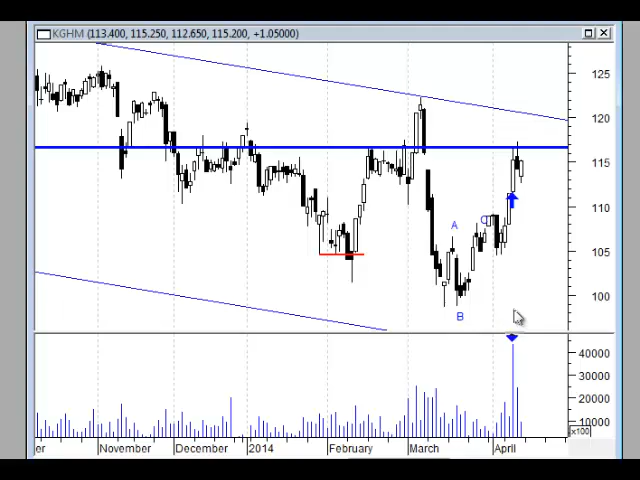 KGHM (113.400, 115.250, 112.650, 115.200, +1.05000)
125
120
115
110
105
100
A
B
C
40000
30000
20000
10000
x100
er
November
December
2014
February
March
April